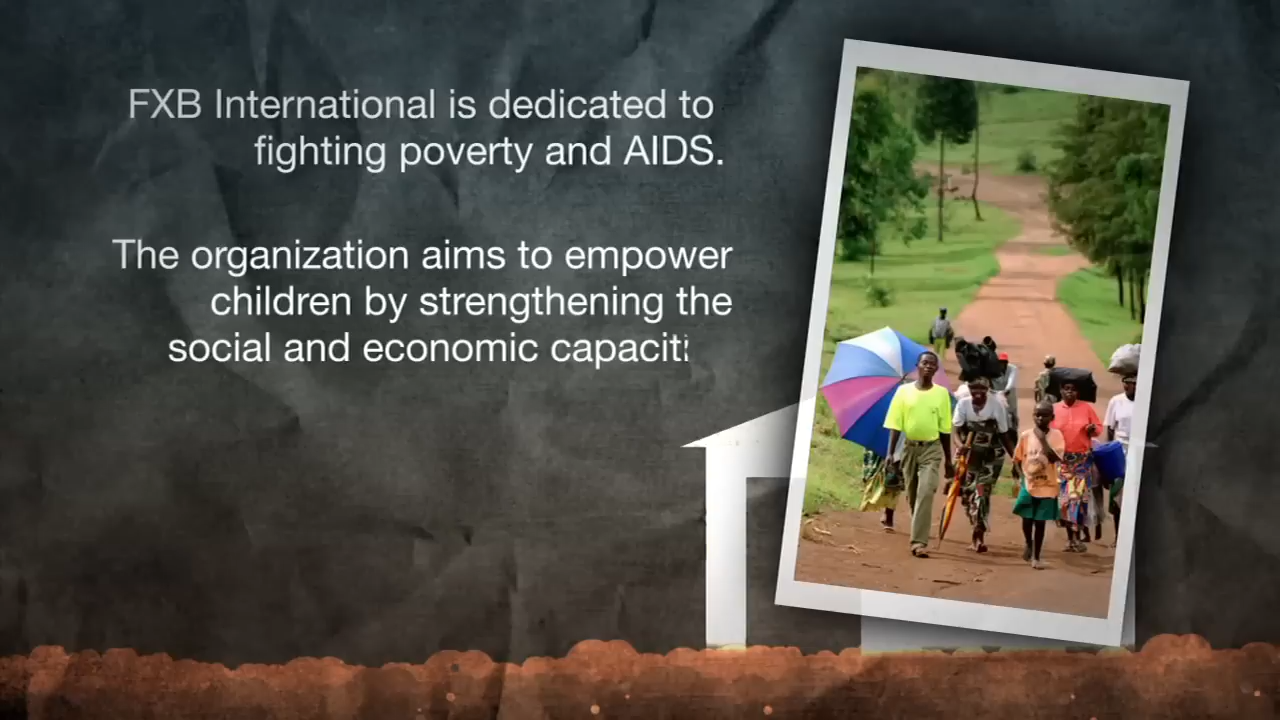 FXB International is dedicated to
fighting poverty and AIDS.
The organization aims to empower
children by strengthening the
social and economic capaciti